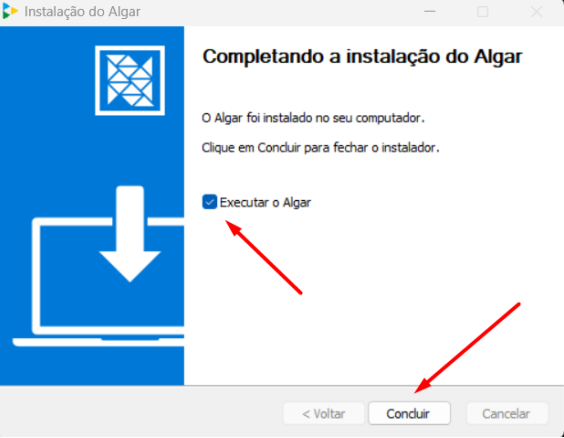 Instalação do Algar
Completando a instalação do Algar
O Algar foi instalado no seu computador.
Clique em Concluir para fechar o instalador.
Executar o Algar
< Voltar
Concluir
Cancelar